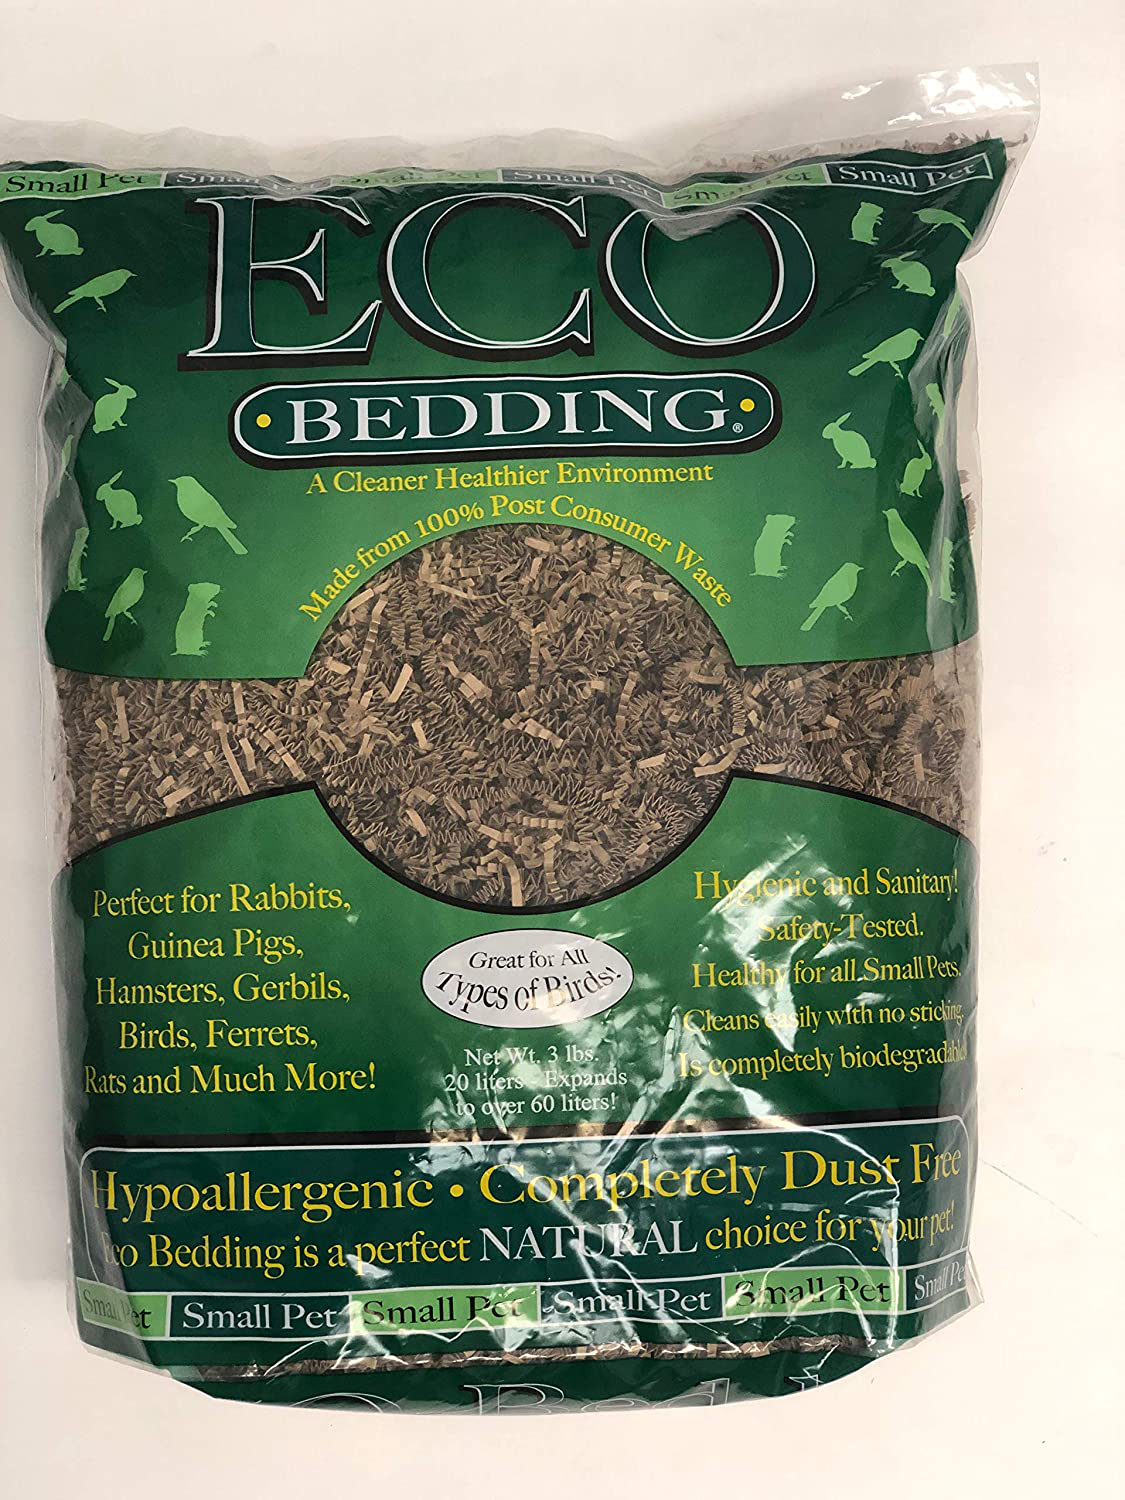 Small Pet Small Pet Small Pet Small Pet Small Pet Small Pet
ECO
• BEDDING® •
A Cleaner Healthier Environment
Made from 100% Post Consumer Waste
Perfect for Rabbits,
Guinea Pigs,
Hamsters, Gerbils,
Birds, Ferrets,
Rats and Much More!
Great for All
Types of Birds!
Net Wt. 3 lbs.
20 liters - Expands
to over 60 liters!
Hygienic and Sanitary!
Safety-Tested.
Healthy for all Small Pets.
Cleans easily with no sticking.
Is completely biodegradable
Hypoallergenic • Completely Dust Free
Eco Bedding is a perfect NATURAL choice for your pet!
Small Pet Small Pet Small Pet Small Pet Small Pet Small Pet